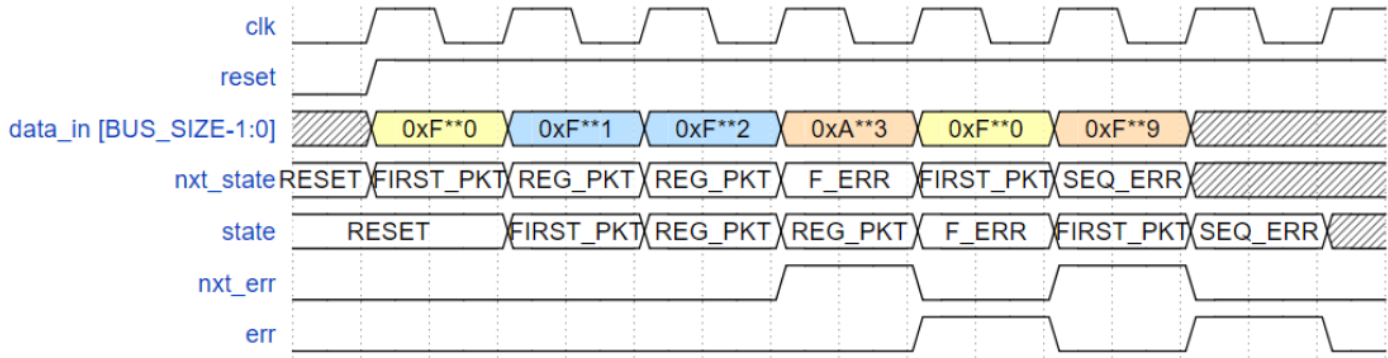 clk
reset
data_in [BUS_SIZE-1:0] 0xF**0 0xF**1 0xF**2 0xA**3 0xF**0 0xF**9
nxt_state RESET FIRST_PKT REG_PKT REG_PKT F_ERR FIRST_PKT SEQ_ERR
state RESET FIRST_PKT REG_PKT REG_PKT F_ERR FIRST_PKT SEQ_ERR
nxt_err
err